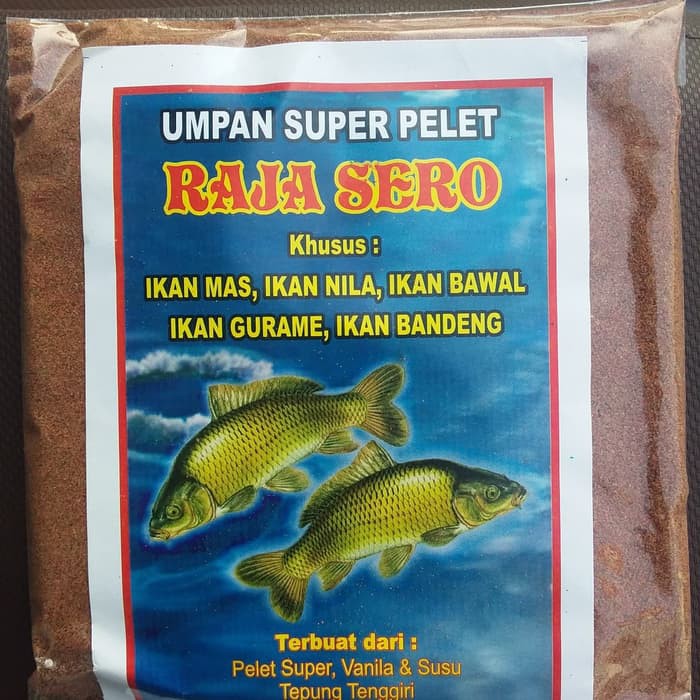 UMPAN SUPER PELET
RAJA SERO
Khusus :
IKAN MAS, IKAN NILA, IKAN BAWAL
IKAN GURAME, IKAN BANDENG
Terbuat dari :
Pelet Super, Vanila & Susu
Tepung Tenggiri